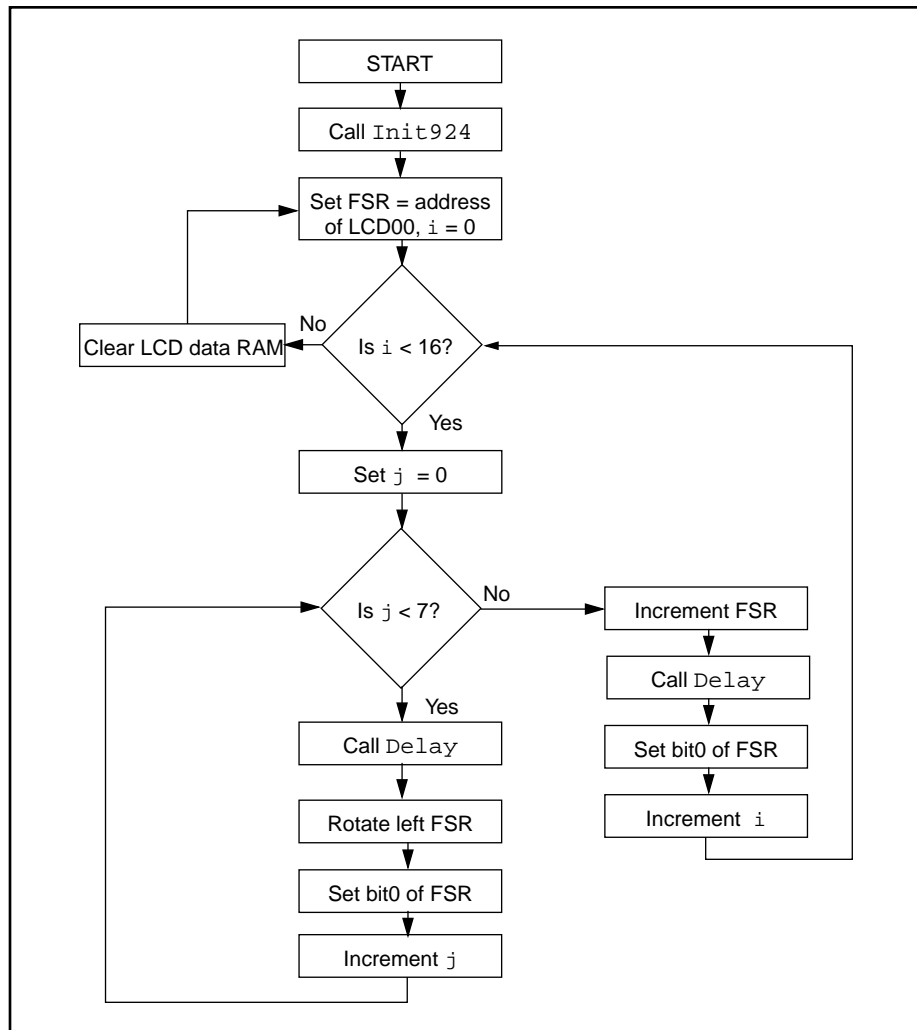 START
Call Init924
Set FSR = address
of LCD00, i = 0
No
Clear LCD data RAM
Is i < 16?
Yes
Set j = 0
Is j < 7?
No
Yes
Increment FSR
Call Delay
Set bit0 of FSR
Increment i
Call Delay
Rotate left FSR
Set bit0 of FSR
Increment j